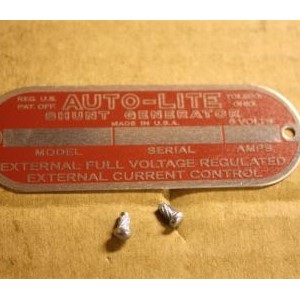 REG. U.S. AUTO-LITE TOLEDO,
PAT. OFF. SHUNT GENERATOR OHIO.
MADE IN U.S.A. 6 VOLTS
MODEL SERIAL AMPS
EXTERNAL FULL VOLTAGE REGULATED
EXTERNAL CURRENT CONTROL